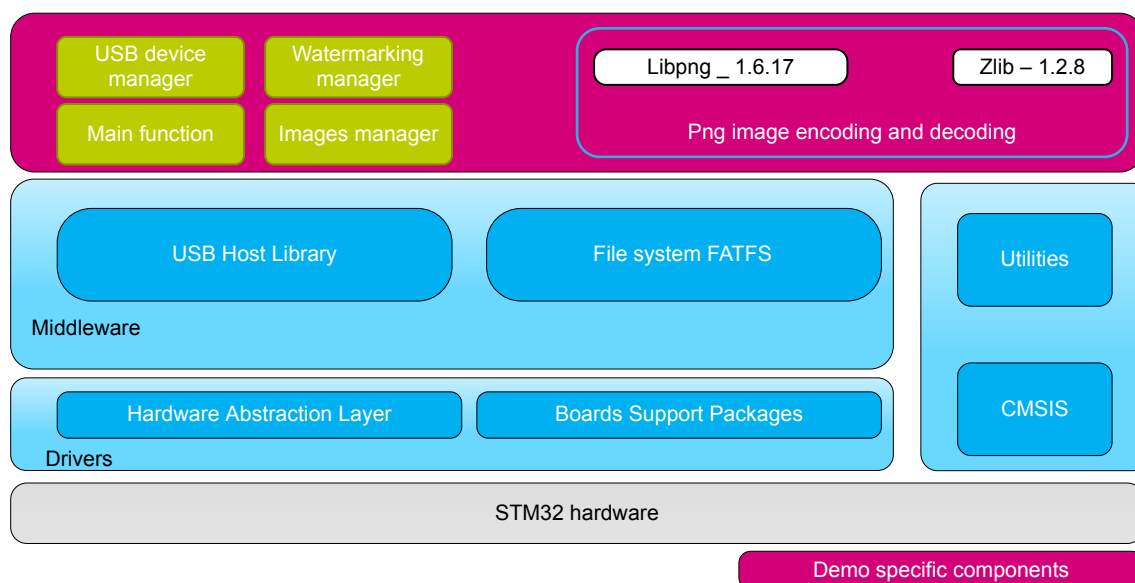 USB device
manager
Watermarking
manager
Libpng _ 1.6.17
Zlib – 1.2.8
Main function
Images manager
Png image encoding and decoding
USB Host Library
File system FATFS
Utilities
Middleware
Hardware Abstraction Layer
Boards Support Packages
CMSIS
Drivers
STM32 hardware
Demo specific components